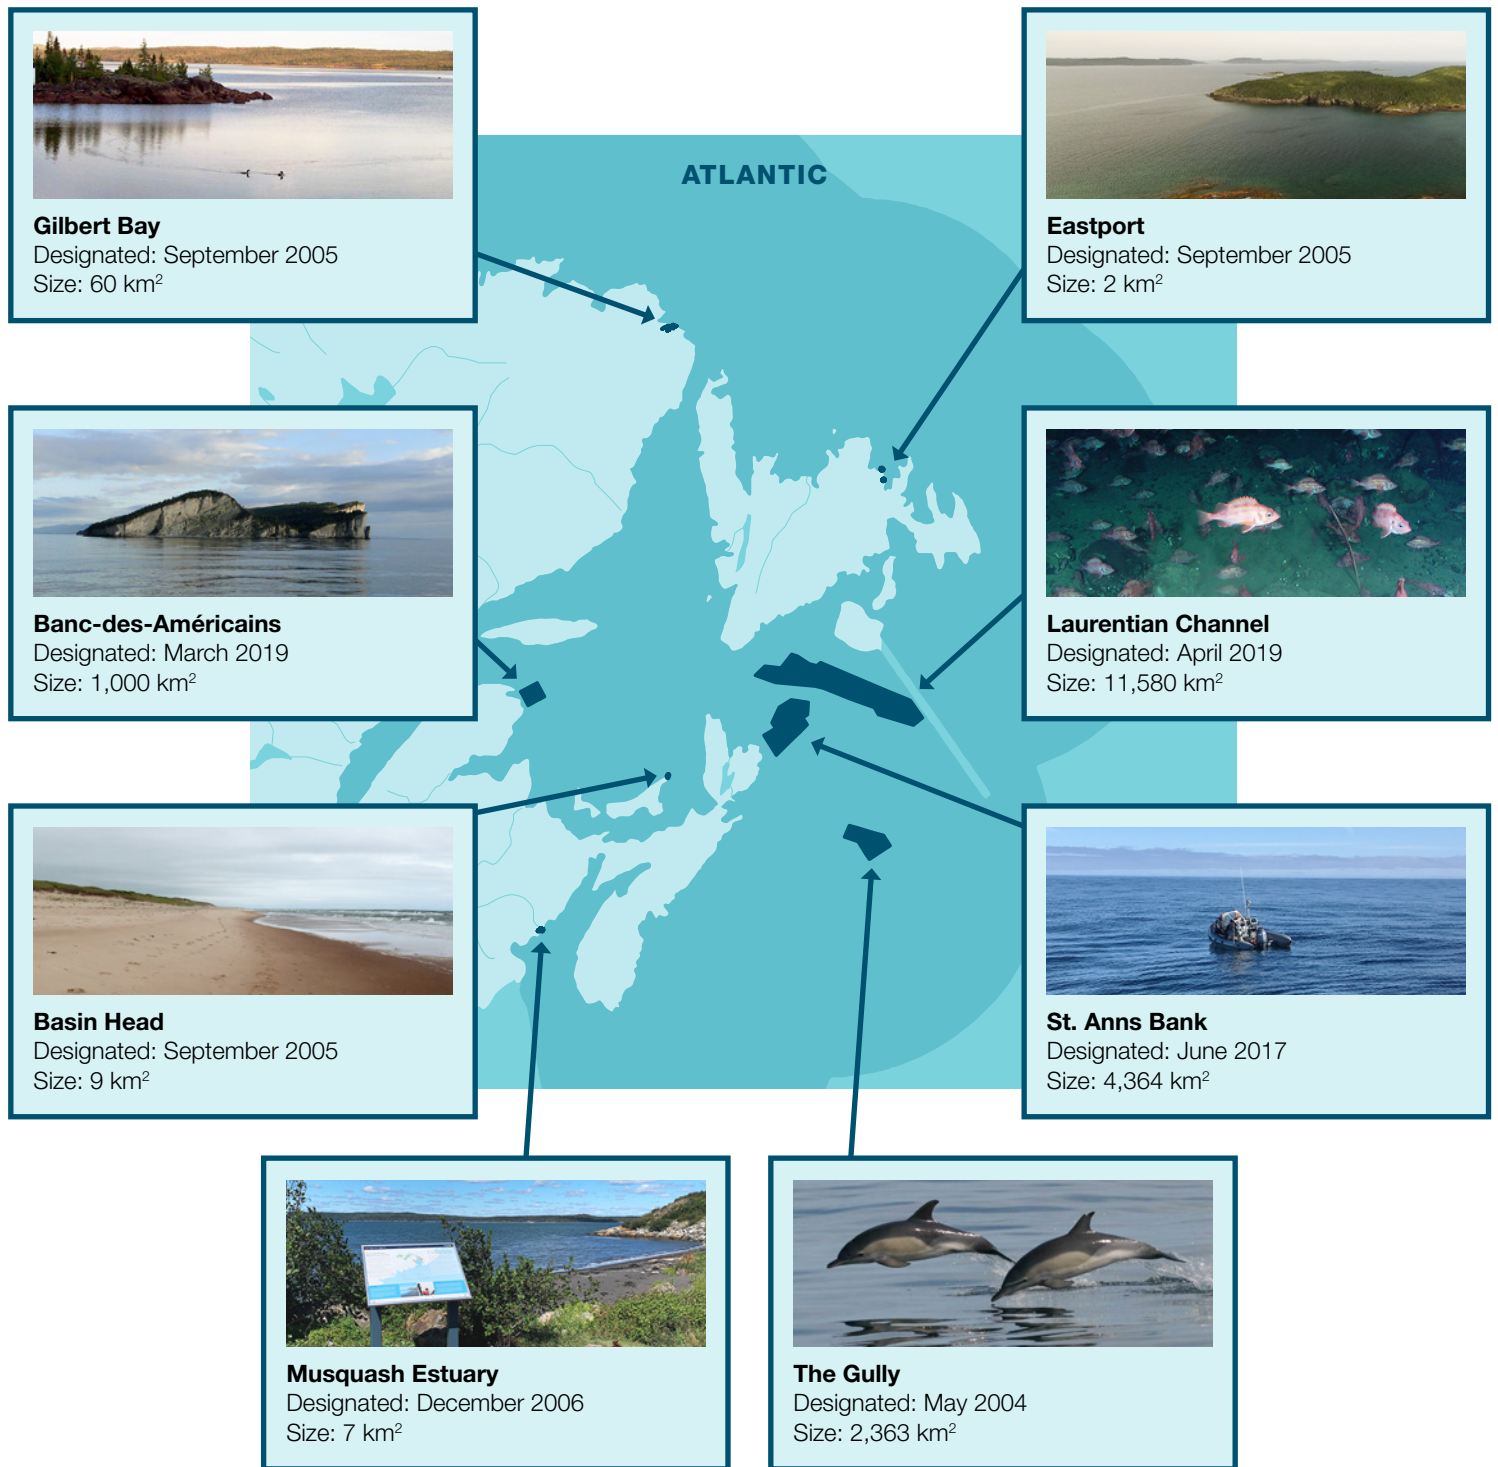 ATLANTIC
Gilbert Bay
Designated: September 2005
Size: 60 km²
Eastport
Designated: September 2005
Size: 2 km²
Banc-des-Américains
Designated: March 2019
Size: 1,000 km²
Laurentian Channel
Designated: April 2019
Size: 11,580 km²
Basin Head
Designated: September 2005
Size: 9 km²
St. Anns Bank
Designated: June 2017
Size: 4,364 km²
Musquash Estuary
Designated: December 2006
Size: 7 km²
The Gully
Designated: May 2004
Size: 2,363 km²